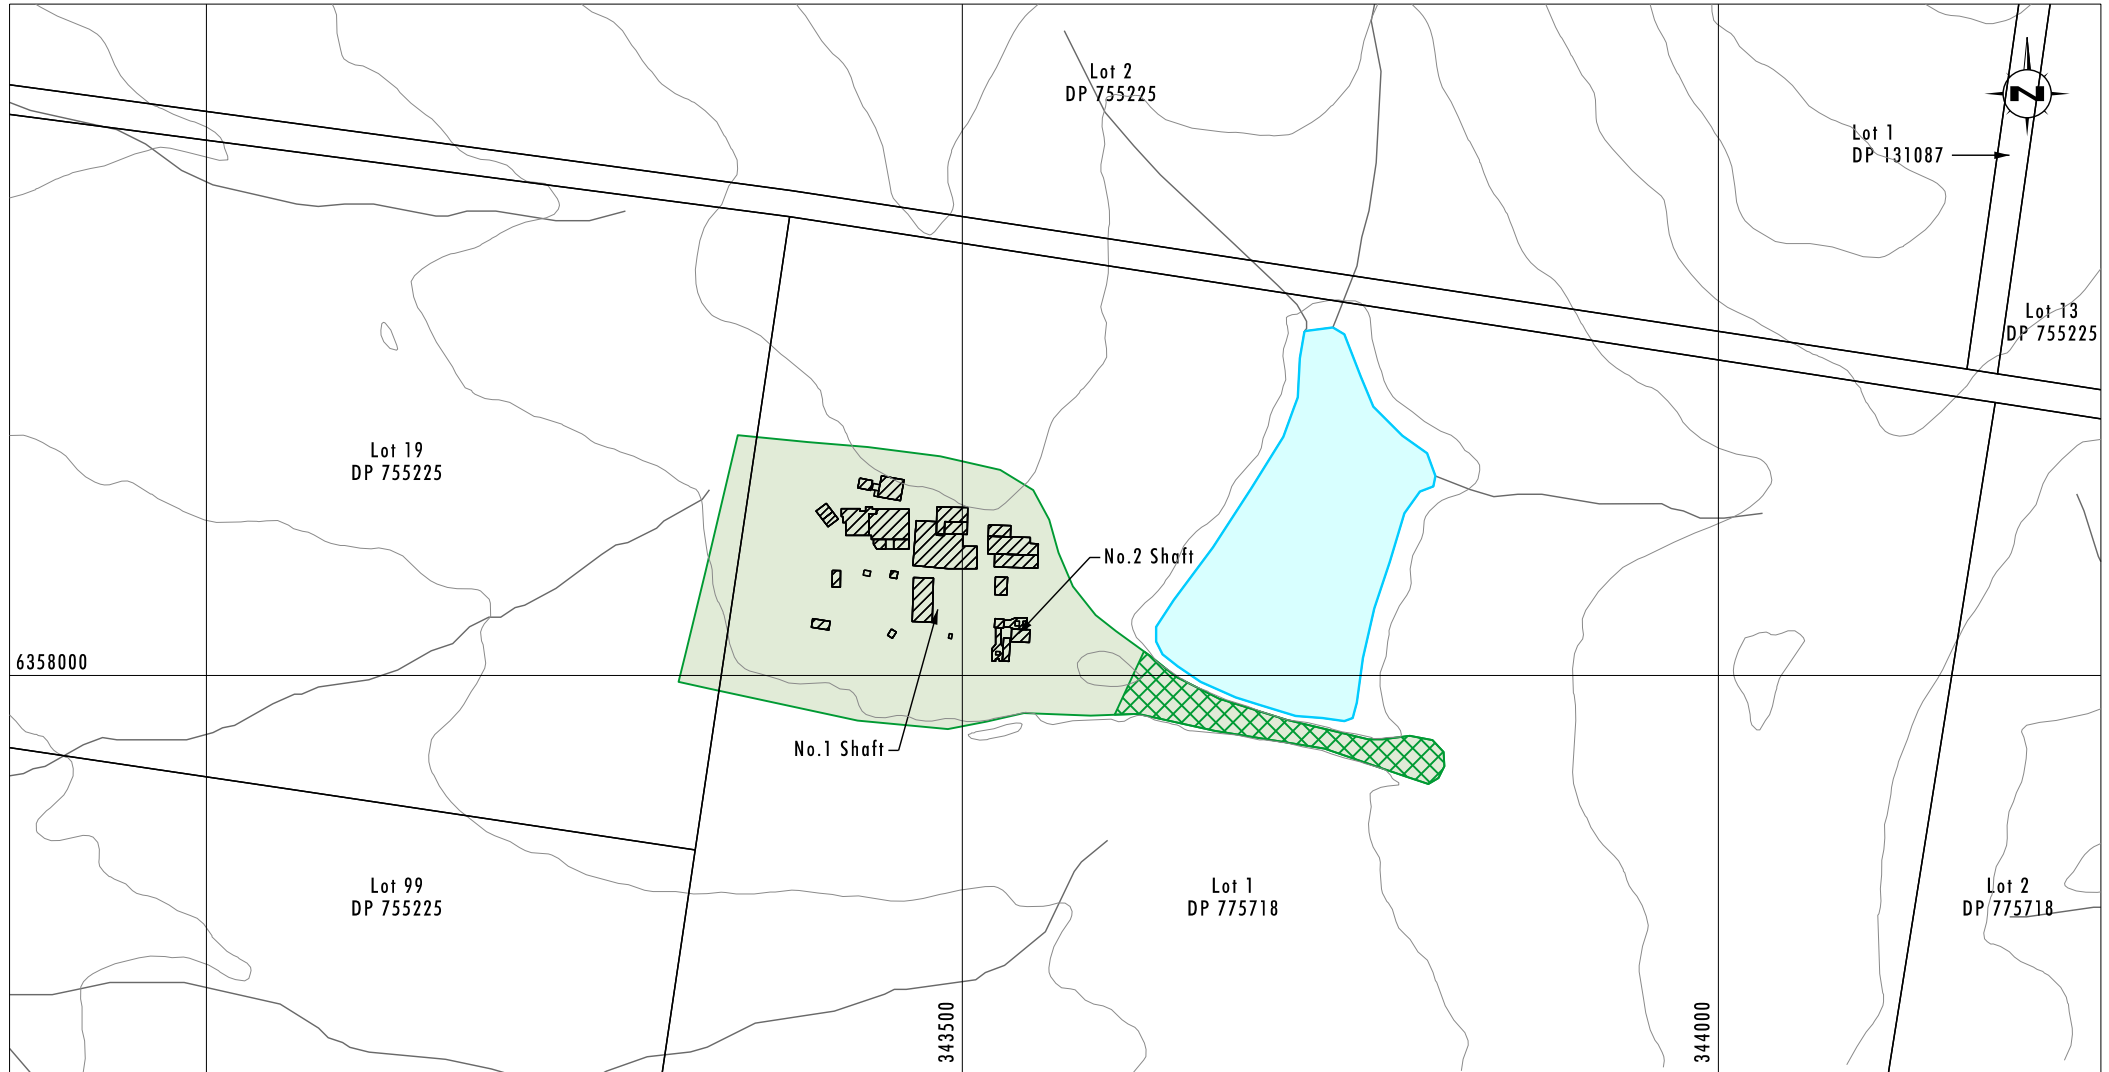 Lot 2
DP 755225
N
Lot 1
DP 131087
Lot 13
DP 755225
Lot 19
DP 755225
No.2 Shaft
6358000
No.1 Shaft
Lot 99
DP 755225
Lot 1
DP 775718
Lot 2
DP 775718
343500
344000